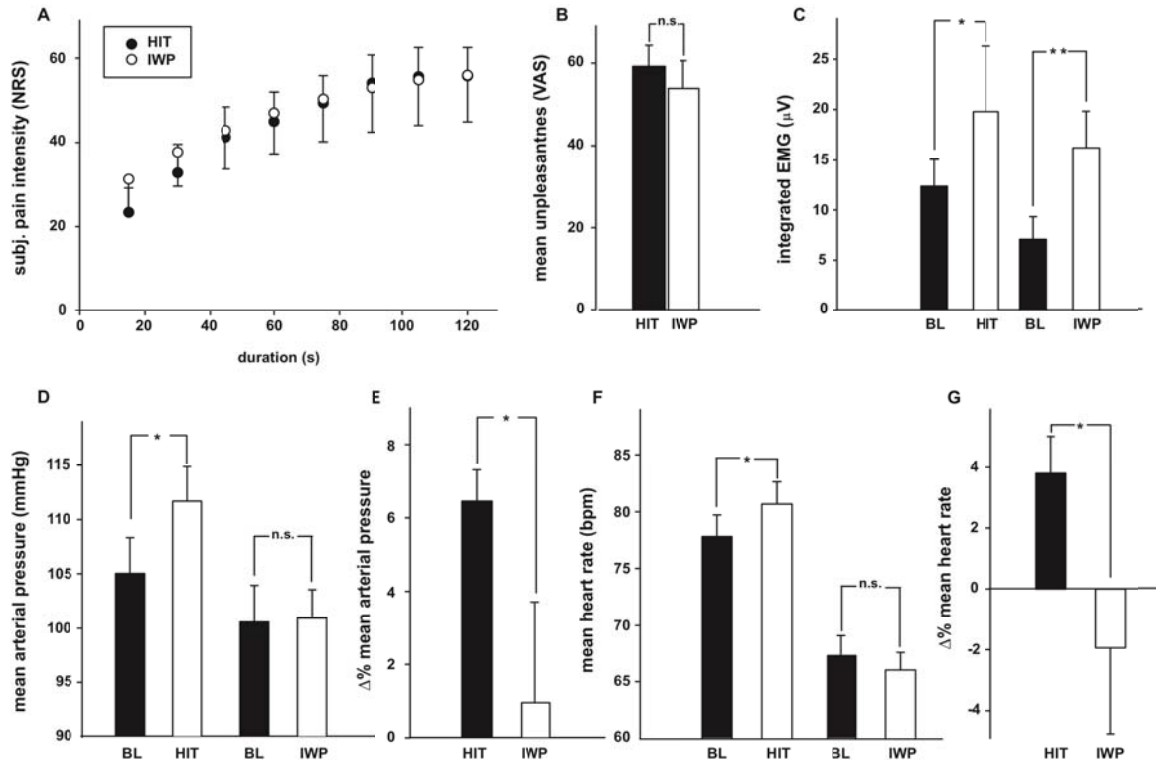 A
subj. pain intensity (NRS)
HIT
IWP
60
40
20
0
0
20
40
60
80
100
120
duration (s)
B
mean unpleasantnes (VAS)
n.s
60
40
20
0
HIT IWP
C
integrated EMG (µV)
*
**
25
20
15
10
5
0
BL HIT BL IWP
D
mean arterial pressure (mmHg)
*
n.s.
115
110
105
100
95
90
BL HIT BL IWP
E
Δ% mean arterial pressure
*
8
6
4
2
0
HIT IWP
F
mean heart rate (bpm)
*
n.s.
85
80
75
70
65
60
BL HIT BL IWP
G
Δ% mean heart rate
*
4
2
0
-2
-4
HIT IWP